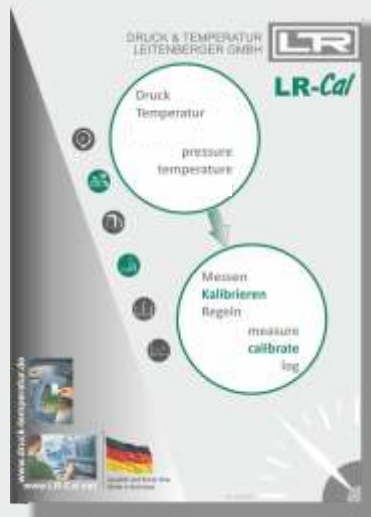 DRUCK & TEMPERATUR
LEITENBERGER GMBH
LR
LR-Cal
Druck
Temperatur
pressure
temperature
Messen
Kalibrieren
Regeln
measure
calibrate
log
www.druck-temperatur.de
www.LR-Cal.net